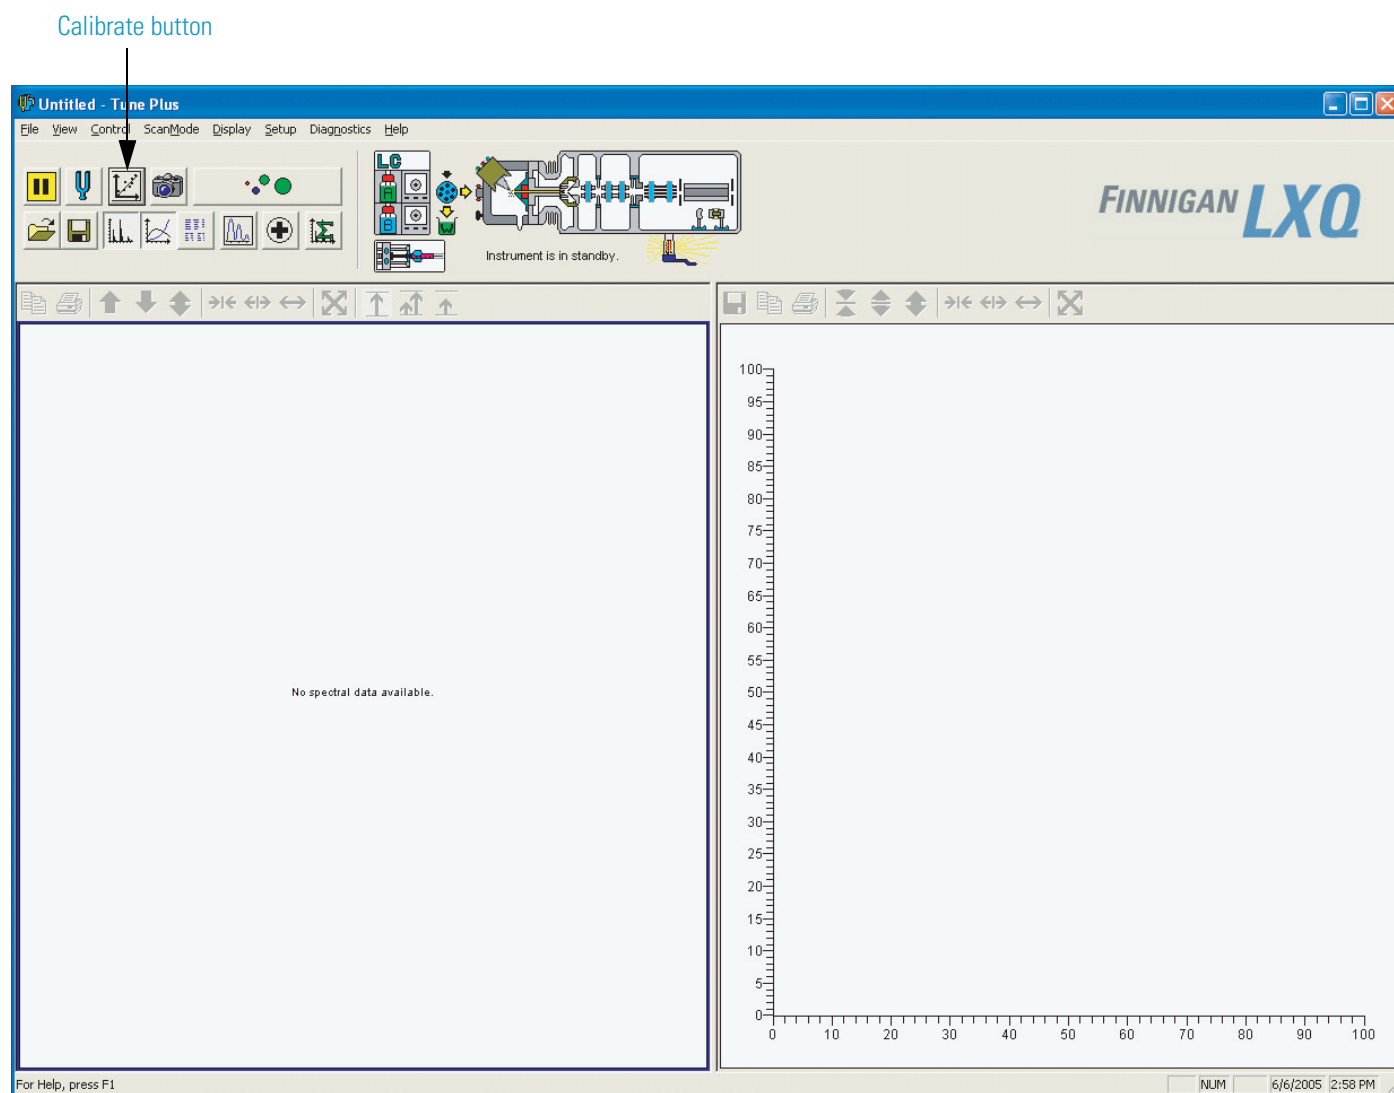 Calibrate button
Untitled - Tune Plus
File View Control ScanMode Display Setup Diagnostics Help
LC
A
B
Instrument is in standby.
FINNIGAN LXQ
No spectral data available.
100
95
90
85
80
75
70
65
60
55
50
45
40
35
30
25
20
15
10
5
0
0 10 20 30 40 50 60 70 80 90 100
For Help, press F1
NUM 6/6/2005 2:58 PM